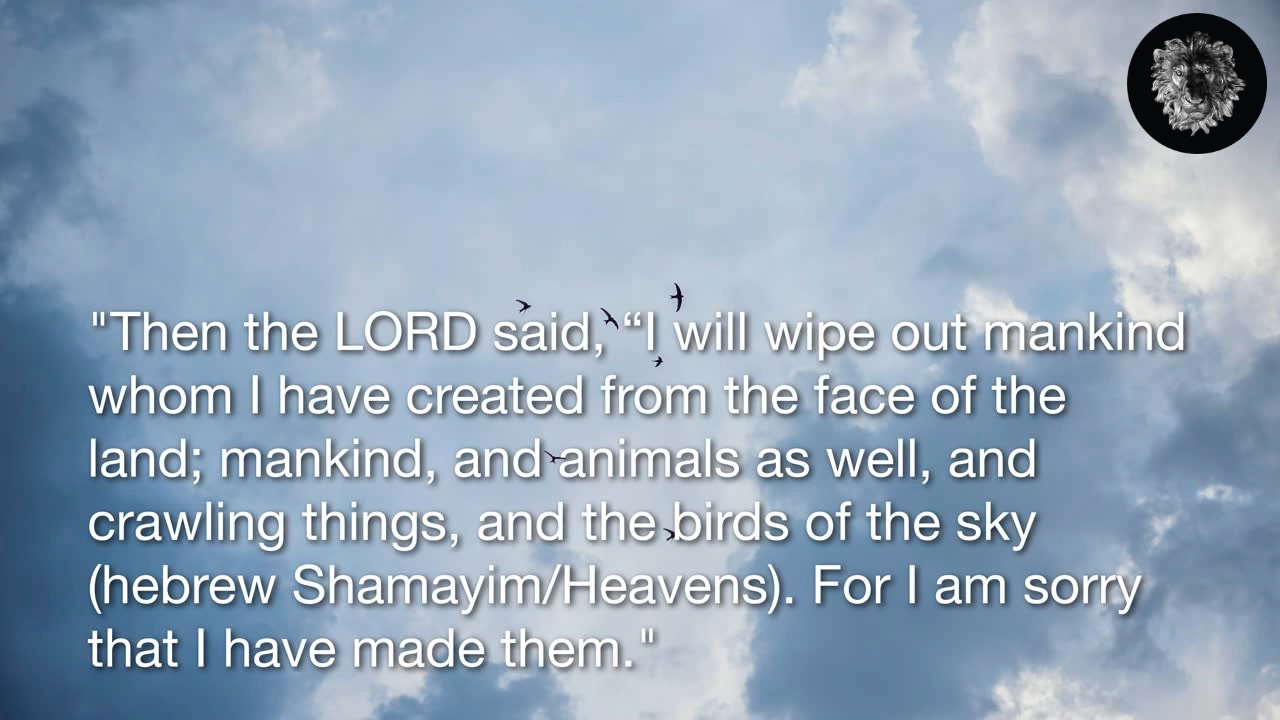 "Then the LORD said, “I will wipe out mankind
whom I have created from the face of the
land; mankind, and animals as well, and
crawling things, and the birds of the sky
(hebrew Shamayim/Heavens). For I am sorry
that I have made them."